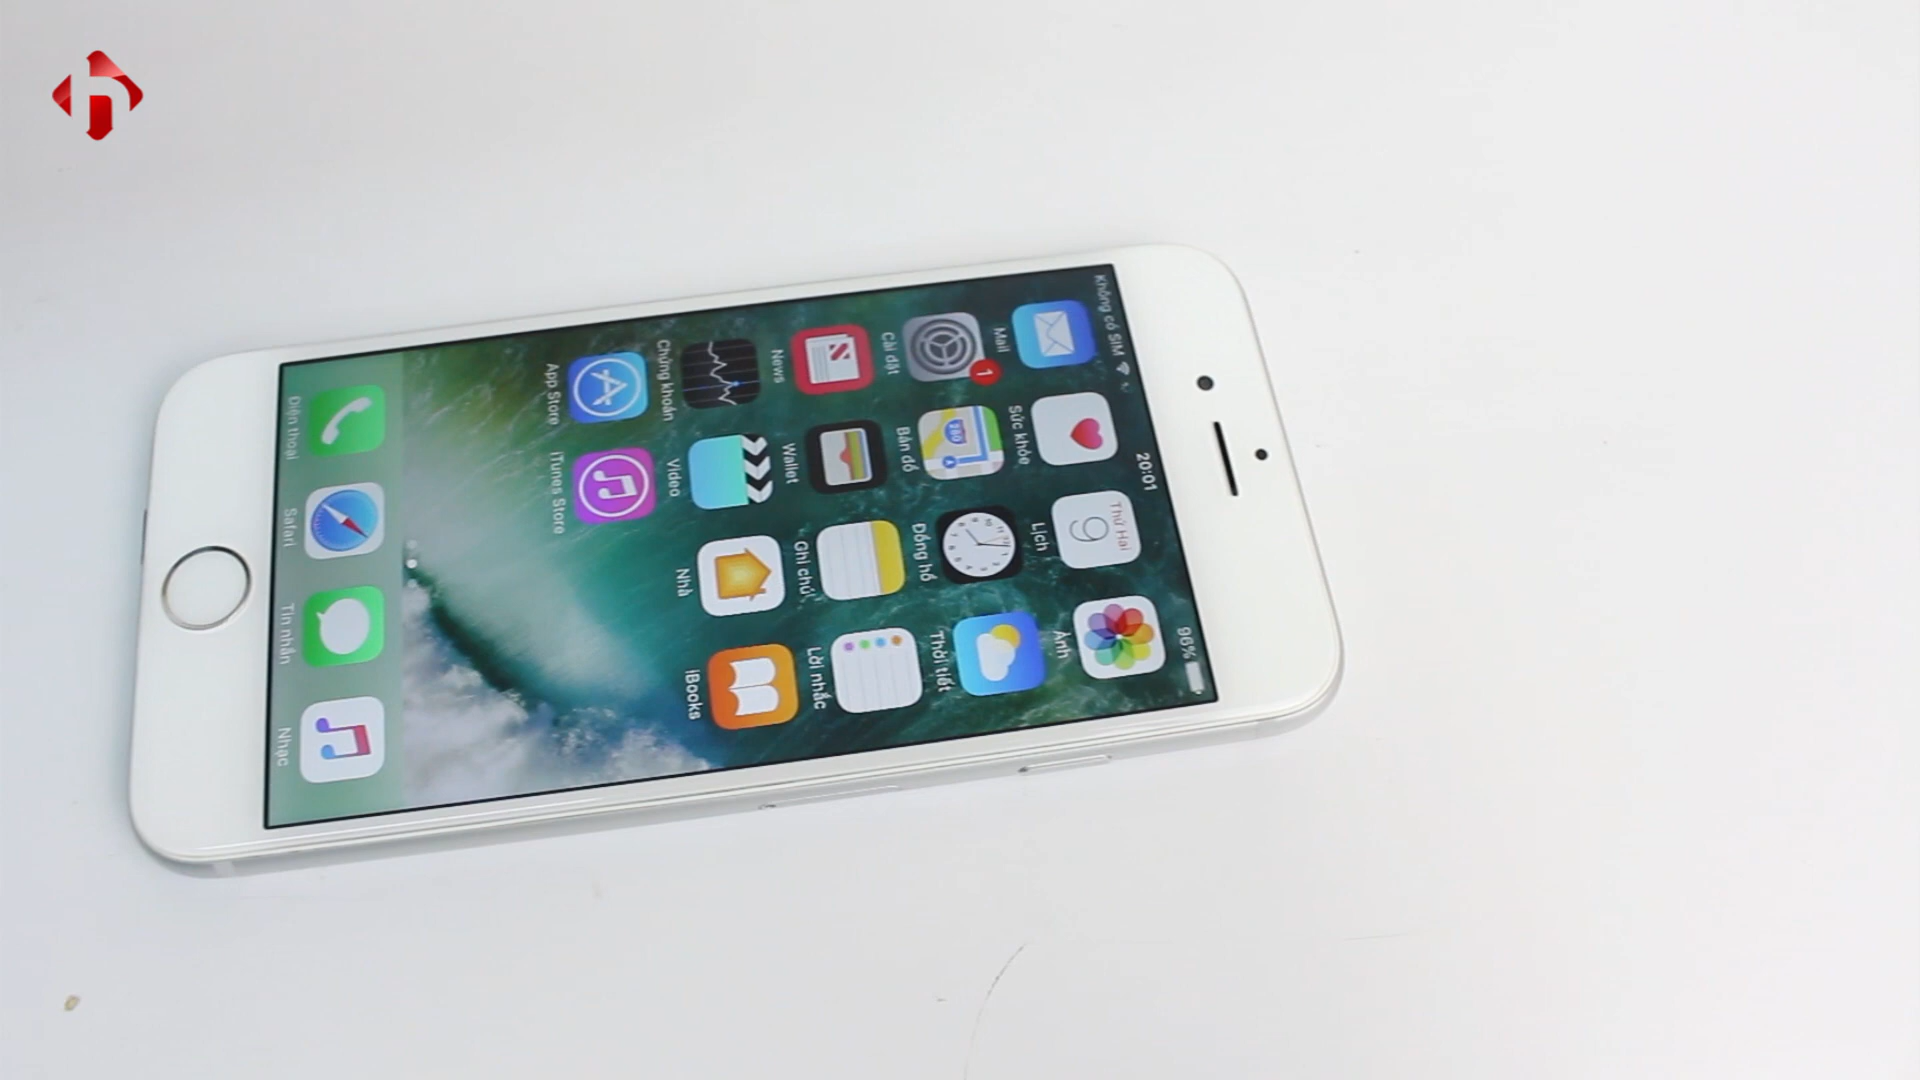 Không có SIM 20:01 96%
Mail Sức khỏe Lịch Ảnh
Thứ Hai
9
Cài đặt Bản đồ Đồng hồ Thời tiết
1
280
News Wallet Ghi chú Lời nhắc
Chứng khoán Video Nhà iBooks
App Store iTunes Store
Điện thoại Safari Tin nhắn Nhạc